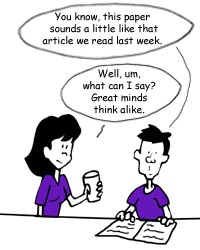 You know, this paper
sounds a little like that
article we read last week.
Well, um,
what can I say?
Great minds
think alike.